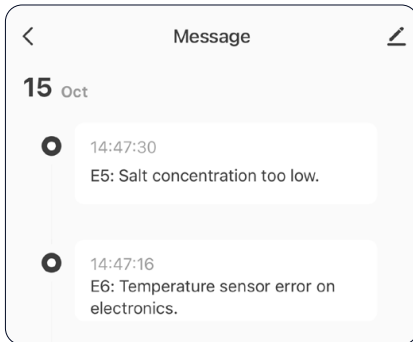 Message
15 Oct
14:47:30
E5: Salt concentration too low.
14:47:16
E6: Temperature sensor error on
electronics.